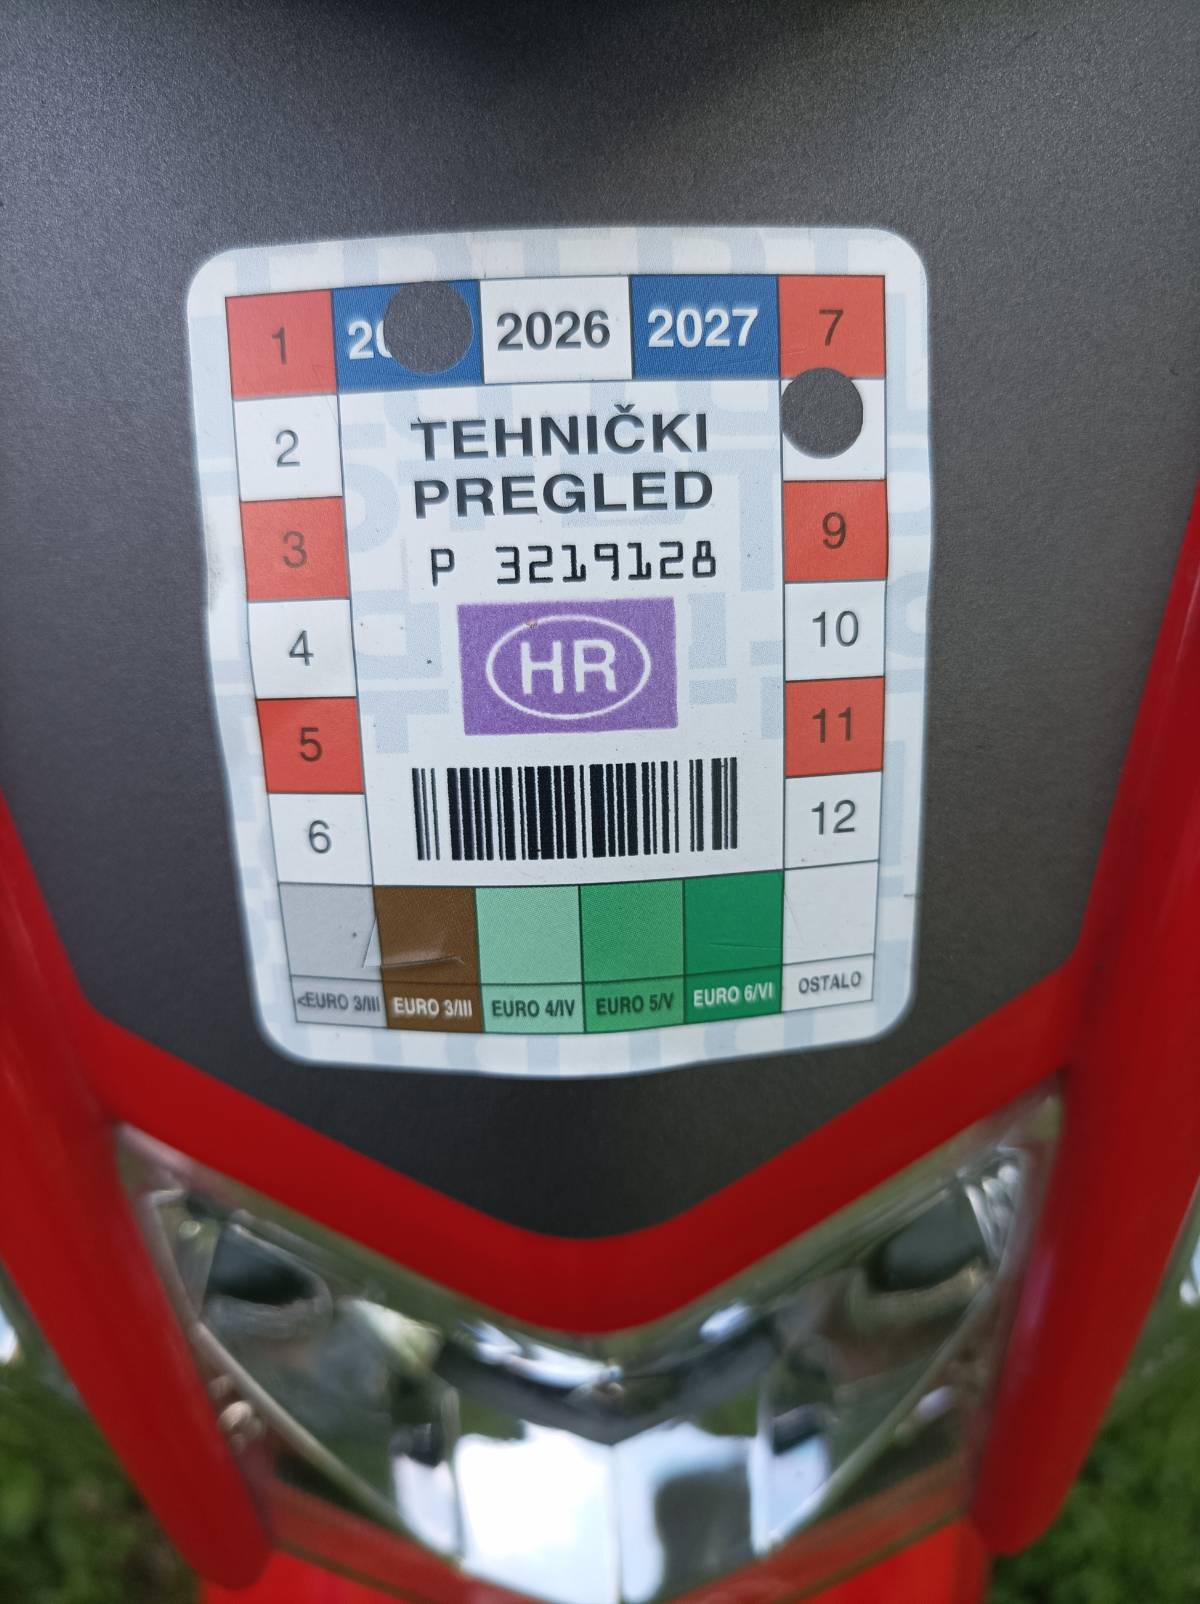 1 2026 2027 7
TEHNIČKI
PREGLED
2
3 9
P 3219128
4 HR 10
5 11
6 12
<EURO 3/III EURO 3/III EURO 4/IV EURO 5/V EURO 6/VI OSTALO